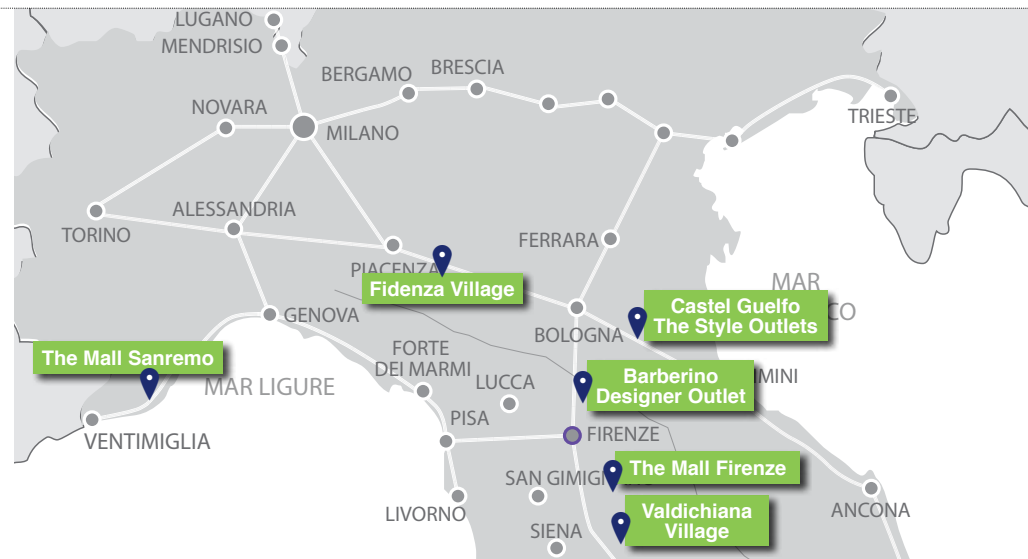 LUGANO
MENDRISIO
BERGAMO
BRESCIA
NOVARA
MILANO
TRIESTE
ALESSANDRIA
TORINO
FERRARA
PIACENZA
Fidenza Village
MAR
CO
Castel Guelfo
The Style Outlets
GENOVA
BOLOGNA
The Mall Sanremo
FORTE
DEI MARMI
MAR LIGURE
LUCCA
Barberino
Designer Outlet
IMINI
PISA
FIRENZE
VENTIMIGLIA
The Mall Firenze
SAN GIMIG
LIVORNO
Valdichiana
Village
ANCONA
SIENA